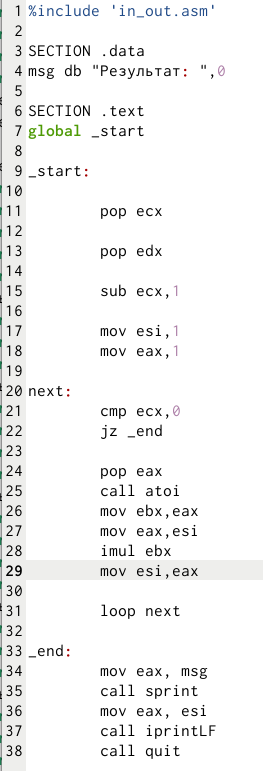 1 %include 'in_out.asm'
2
3 SECTION .data
4 msg db "Результат: ",0
5
6 SECTION .text
7 global _start
8
9 _start:
10
11 pop ecx
12
13 pop edx
14
15 sub ecx,1
16
17 mov esi,1
18 mov eax,1
19
20 next:
21 cmp ecx,0
22 jz _end
23
24 pop eax
25 call atoi
26 mov ebx,eax
27 mov eax,esi
28 imul ebx
29 mov esi,eax
30
31 loop next
32
33 _end:
34 mov eax, msg
35 call sprint
36 mov eax, esi
37 call iprintLF
38 call quit